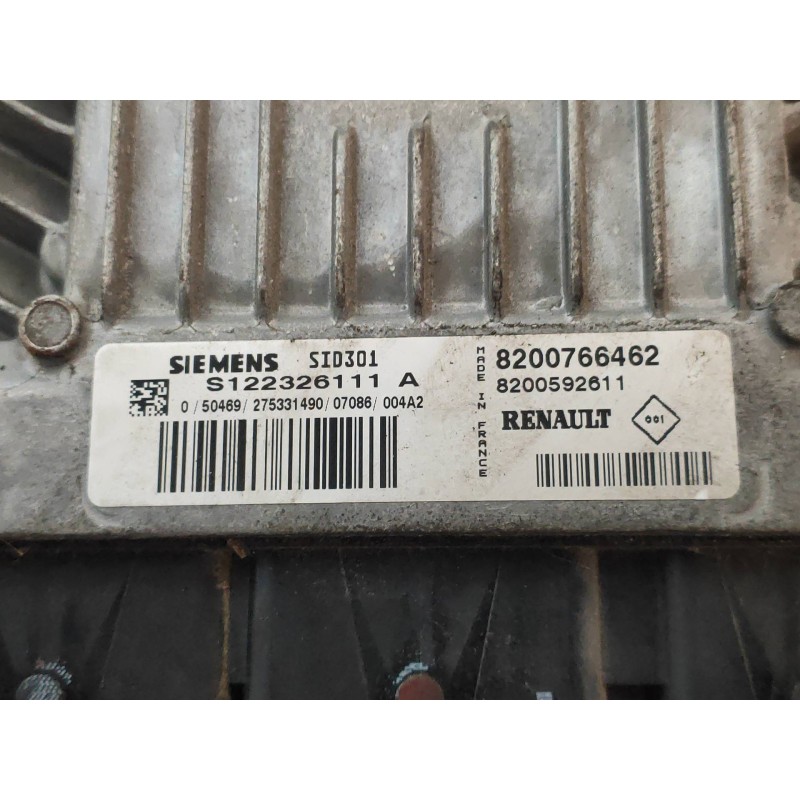 SIEMENS SID301
S122326111 A
0/50469/275331490/07086/004A2
MADE IN FRANCE
8200766462
8200592611
RENAULT 001